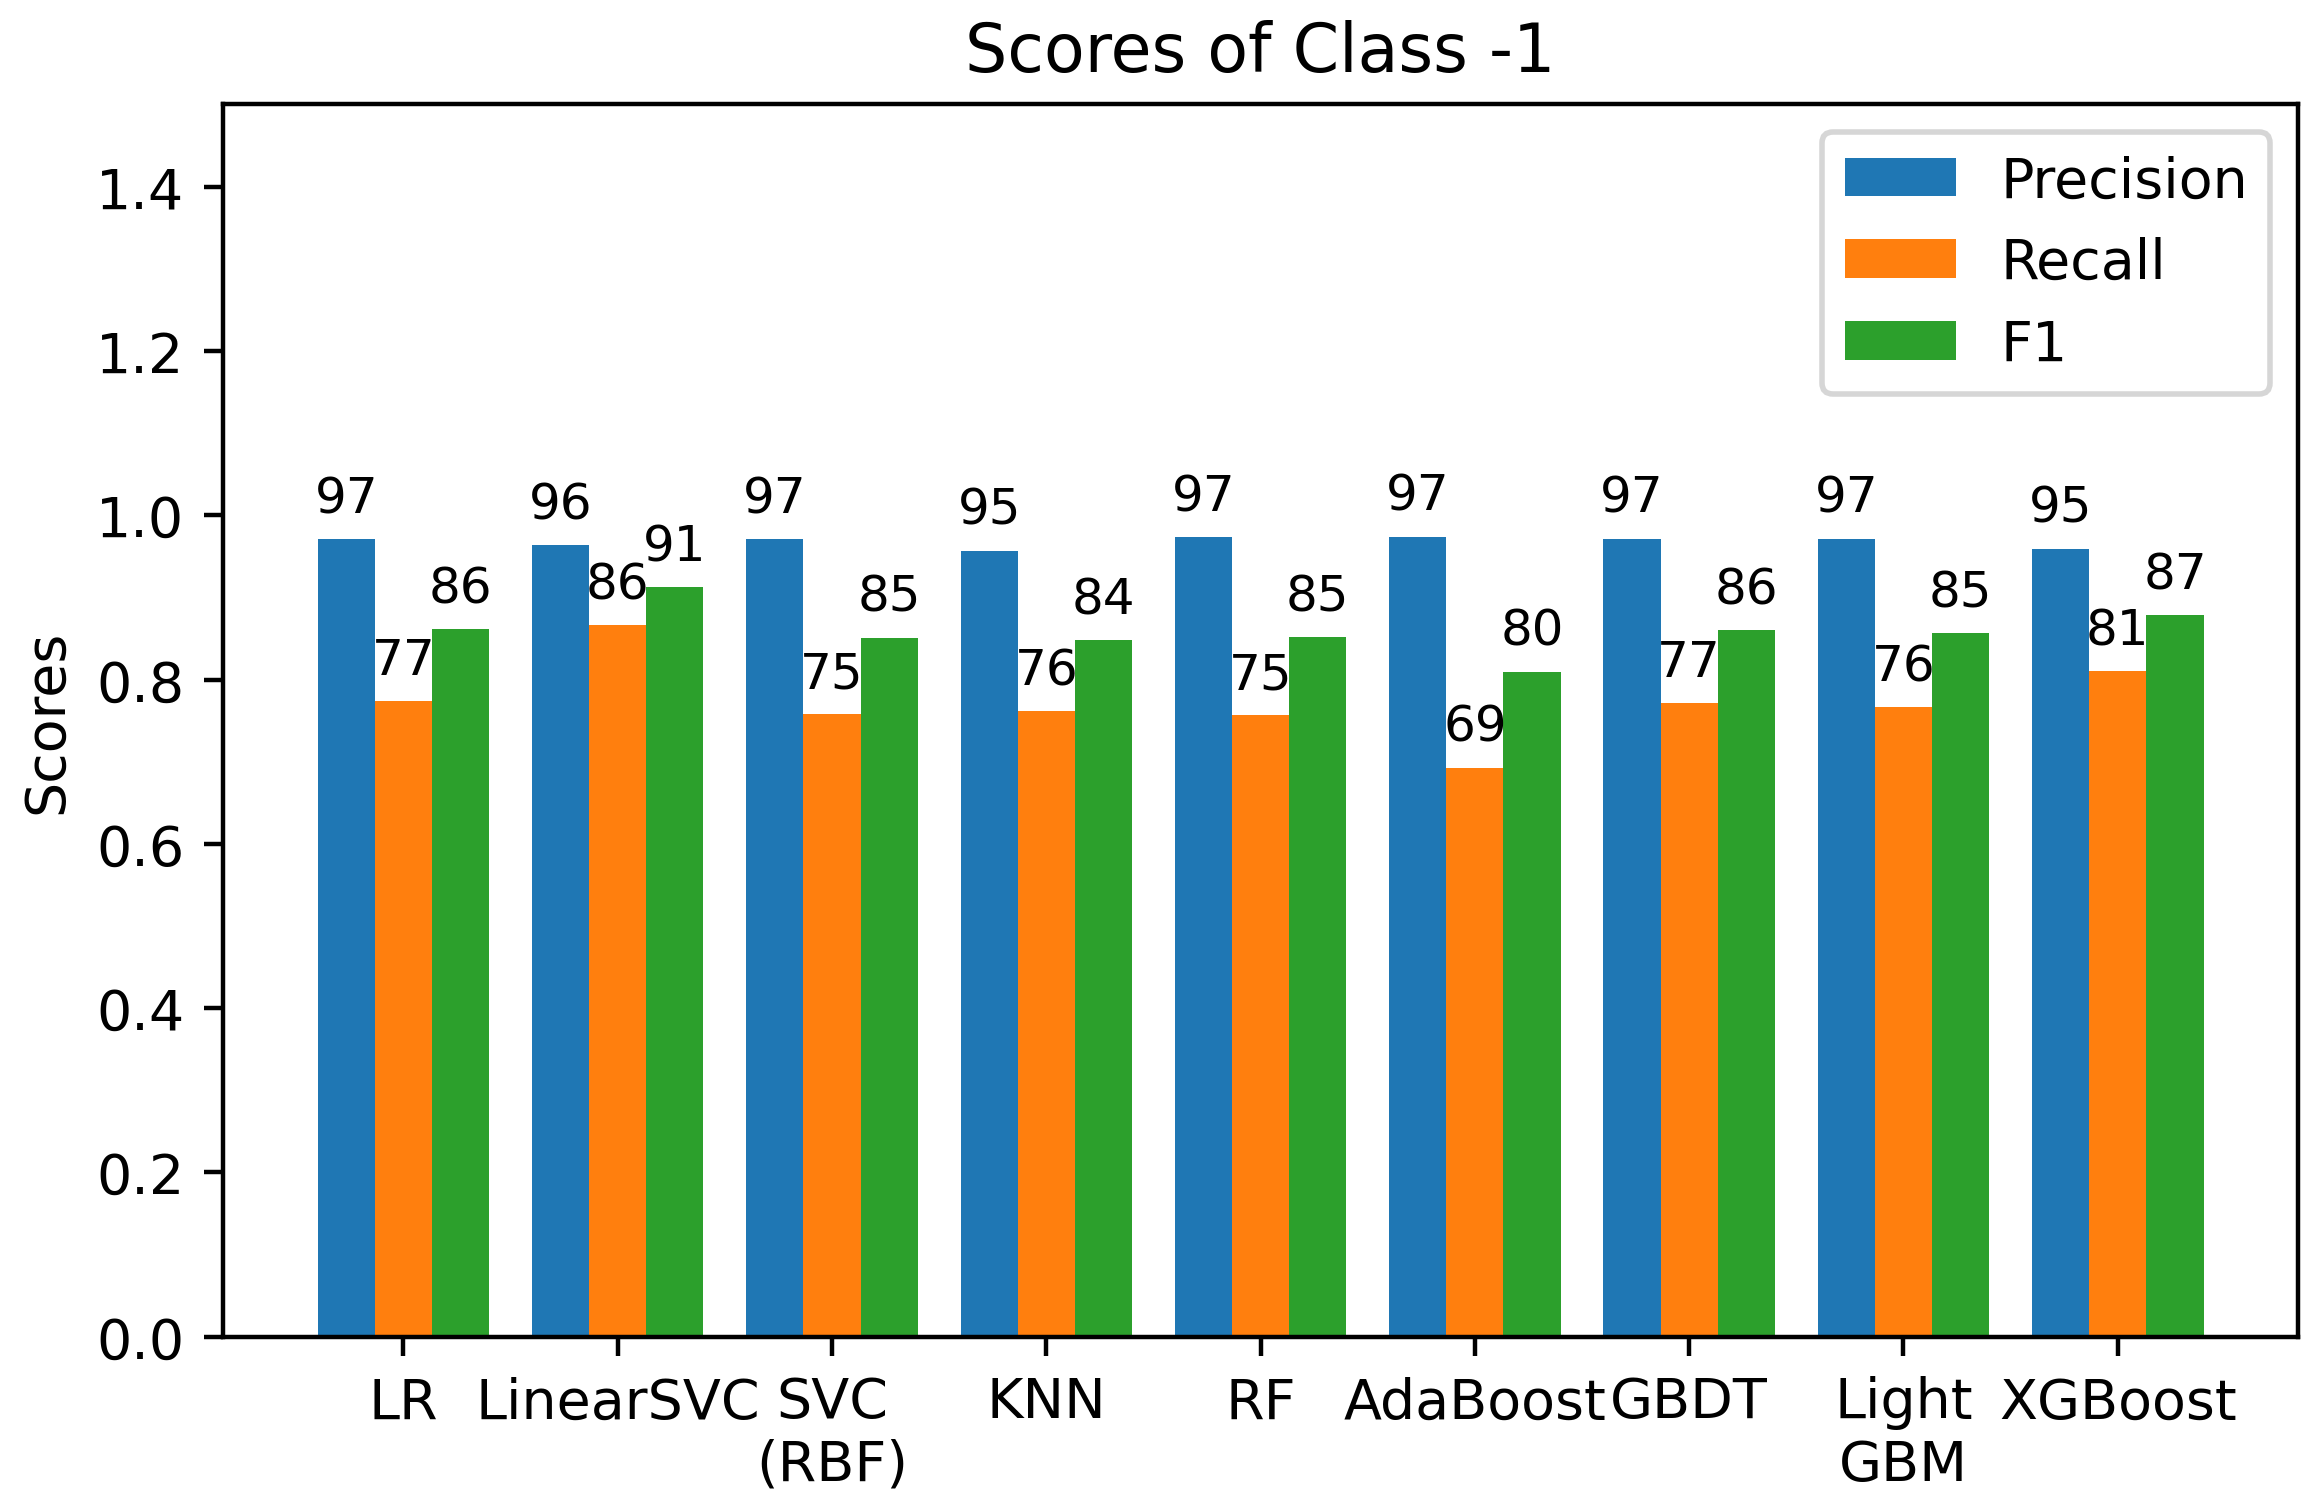 Scores of Class -1
Precision
Recall
F1
1.4
1.2
1.0
0.8
0.6
0.4
0.2
0.0
Scores
97 77 86
96 86 91
97 75 85
95 76 84
97 75 85
97 69 80
97 77 86
97 76 85
95 81 87
LR
LinearSVC
SVC
(RBF)
KNN
RF
AdaBoost
GBDT
Light
GBM
XGBoost